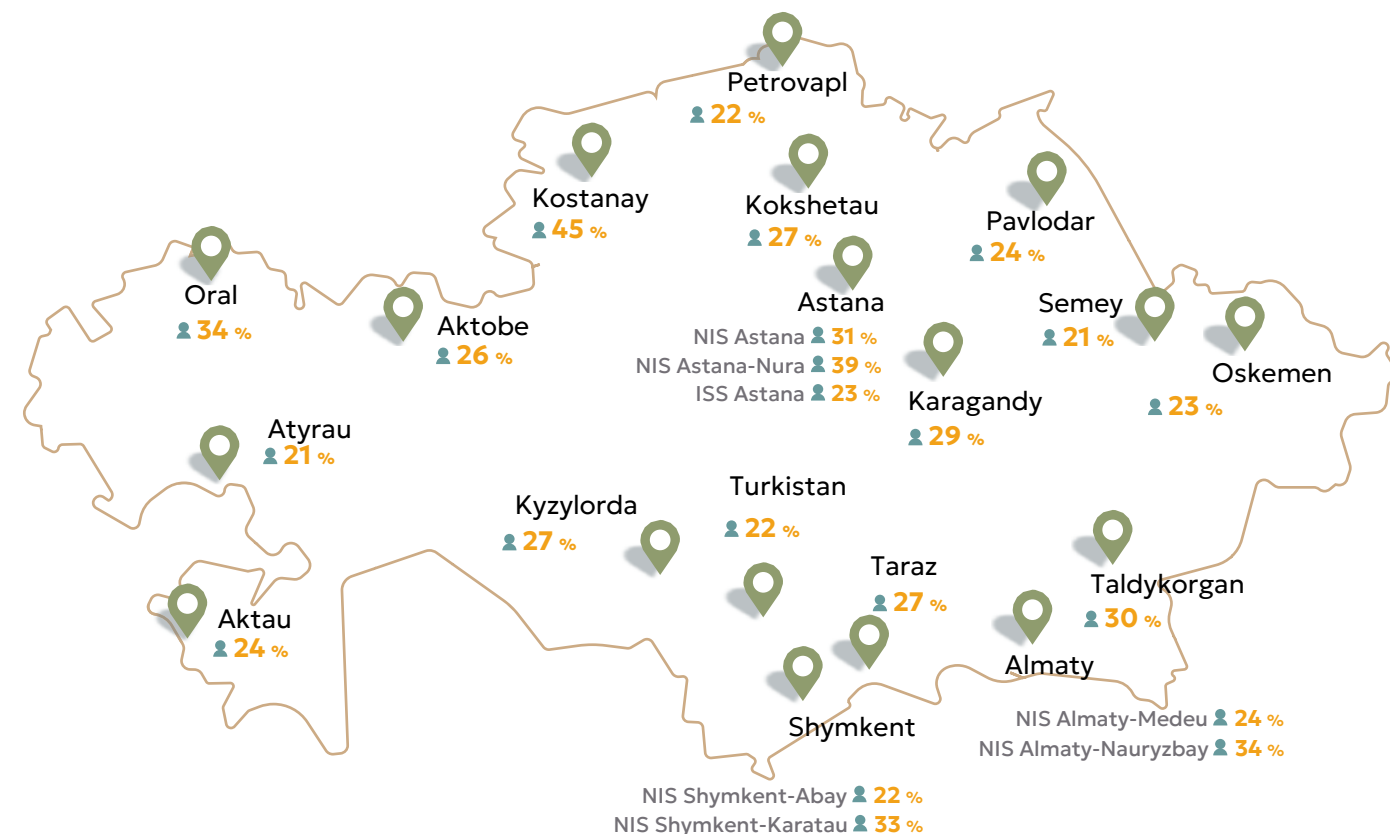 Petrovapl
22 %
Kostanay
45 %
Kokshetau
27 %
Pavlodar
24 %
Oral
34 %
Aktobe
26 %
Astana
NIS Astana 31 %
NIS Astana-Nura 39 %
ISS Astana 23 %
Semey
21 %
Oskemen
23 %
Karagandy
29 %
Atyrau
21 %
Kyzylorda
27 %
Turkistan
22 %
Taraz
27 %
Taldykorgan
30 %
Aktau
24 %
Almaty
NIS Almaty-Medeu 24 %
NIS Almaty-Nauryzbay 34 %
Shymkent
NIS Shymkent-Abay 22 %
NIS Shymkent-Karatau 33 %